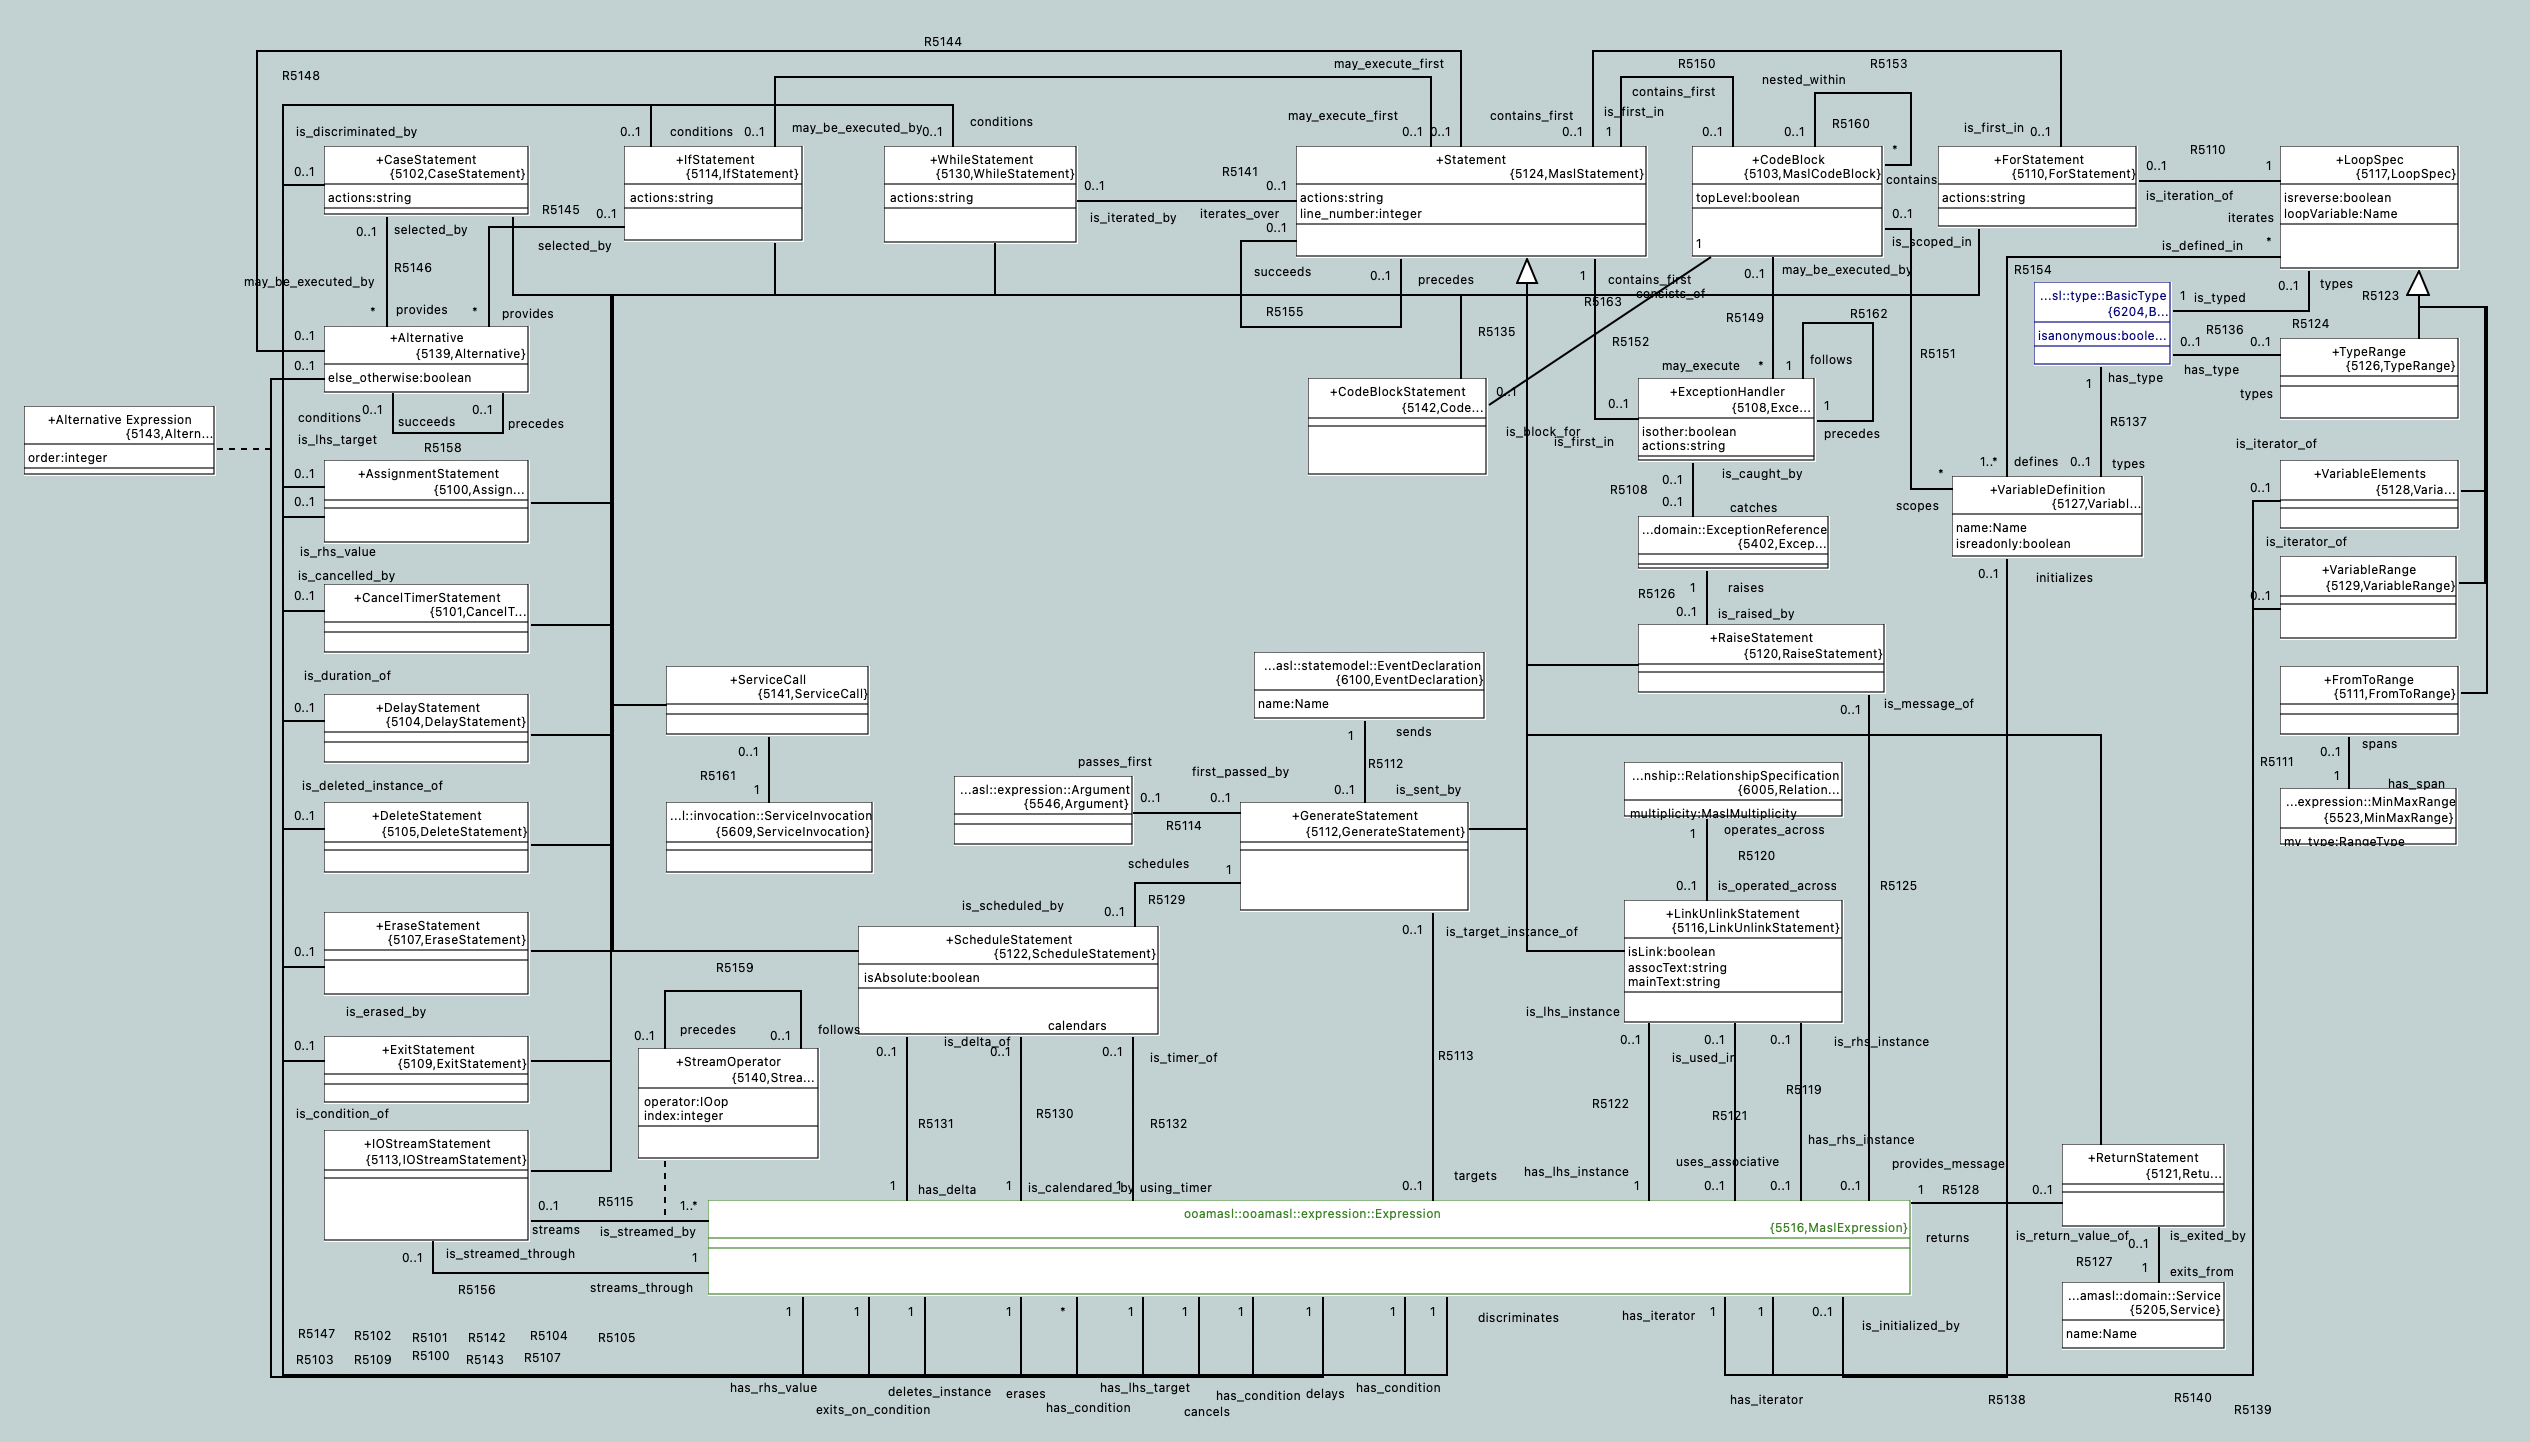 R5144
R5148
may_execute_first
R5150
R5153
nested_within
contains_first
is_first_in
R5160
is_discriminated_by
0..1
conditions
0..1
may_be_executed_by
0..1
conditions
may_execute_first
0..1
0..1
contains_first
0..1
1
0..1
0..1
*
is_first_in
0..1
R5110
0..1
+CaseStatement
{5102,CaseStatement}
actions:string
+IfStatement
{5114,IfStatement}
actions:string
+WhileStatement
{5130,WhileStatement}
actions:string
0..1
R5141
0..1
is_iterated_by
iterates_over
0..1
+Statement
{5124,MaslStatement}
actions:string
line_number:integer
+CodeBlock
{5103,MaslCodeBlock}
topLevel:boolean
1
contains
0..1
is_scoped_in
+ForStatement
{5110,ForStatement}
actions:string
0..1
1
is_iteration_of
iterates
*
is_defined_in
+LoopSpec
{5117,LoopSpec}
isreverse:boolean
loopVariable:Name
R5145
0..1
selected_by
0..1
selected_by
R5146
may_be_executed_by
*
provides
*
provides
succeeds
0..1
precedes
R5155
1
contains_first
consists_of
R5163
0..1
may_be_executed_by
R5154
...sl::type::BasicType
{6204,B...
isanonymous:boole...
1
is_typed
0..1
types
R5123
R5136
R5124
0..1
0..1
has_type
types
0..1
0..1
+Alternative
{5139,Alternative}
else_otherwise:boolean
R5135
R5152
R5149
R5162
may_execute
*
1
follows
R5151
+TypeRange
{5126,TypeRange}
1
has_type
R5137
+Alternative Expression
{5143,Altern...
order:integer
conditions
0..1
succeeds
0..1
precedes
is_lhs_target
R5158
+CodeBlockStatement
{5142,Code...
0..1
is_block_for
0..1
is_first_in
+ExceptionHandler
{5108,Exce...
isother:boolean
actions:string
1
precedes
1..*
defines
0..1
types
is_iterator_of
0..1
0..1
+AssignmentStatement
{5100,Assign...
R5108
0..1
is_caught_by
0..1
catches
*
scopes
+VariableDefinition
{5127,Variabl...
name:Name
isreadonly:boolean
0..1
+VariableElements
{5128,Varia...
is_rhs_value
is_cancelled_by
...domain::ExceptionReference
{5402,Excep...
is_iterator_of
0..1
initializes
0..1
+CancelTimerStatement
{5101,CancelT...
R5126
1
raises
0..1
is_raised_by
0..1
+VariableRange
{5129,VariableRange}
is_duration_of
+RaiseStatement
{5120,RaiseStatement}
0..1
is_message_of
+FromToRange
{5111,FromToRange}
0..1
+DelayStatement
{5104,DelayStatement}
+ServiceCall
{5141,ServiceCall}
...asl::statemodel::EventDeclaration
{6100,EventDeclaration}
name:Name
1
sends
0..1
R5161
1
passes_first
first_passed_by
R5112
0..1
is_sent_by
R5111
0..1
spans
1
has_span
is_deleted_instance_of
0..1
+DeleteStatement
{5105,DeleteStatement}
...l::invocation::ServiceInvocation
{5609,ServiceInvocation}
...asl::expression::Argument
{5546,Argument}
0..1
0..1
R5114
+GenerateStatement
{5112,GenerateStatement}
...nship::RelationshipSpecification
{6005,Relation...
multiplicity:MaslMultiplicity
1
operates_across
R5120
0..1
is_operated_across
R5125
...expression::MinMaxRange
{5523,MinMaxRange}
my_type:RangeType
schedules
1
is_scheduled_by
0..1
R5129
+EraseStatement
{5107,EraseStatement}
0..1
is_erased_by
+ScheduleStatement
{5122,ScheduleStatement}
isAbsolute:boolean
calendars
0..1
is_target_instance_of
+LinkUnlinkStatement
{5116,LinkUnlinkStatement}
isLink:boolean
assocText:string
mainText:string
R5159
0..1
precedes
0..1
follows
0..1
is_delta_of
0..1
0..1
is_timer_of
R5113
is_lhs_instance
0..1
is_used_in
0..1
0..1
is_rhs_instance
0..1
+ExitStatement
{5109,ExitStatement}
is_condition_of
+StreamOperator
{5140,Strea...
operator:IOop
index:integer
R5131
R5130
R5132
R5122
R5121
R5119
+IOStreamStatement
{5113,IOStreamStatement}
0..1
R5115
1..*
streams
is_streamed_by
1
has_delta
1
is_calendared_by
1
using_timer
0..1
targets
has_lhs_instance
1
uses_associative
0..1
has_rhs_instance
0..1
0..1
provides_message
1
R5128
0..1
+ReturnStatement
{5121,Retu...
ooamasl::ooamasl::expression::Expression
{5516,MaslExpression}
returns
is_return_value_of
0..1
is_exited_by
R5127
1
exits_from
0..1
is_streamed_through
1
R5156
streams_through
...amasl::domain::Service
{5205,Service}
name:Name
R5147
R5102
R5101
R5142
R5104
R5105
R5103
R5109
R5100
R5143
R5107
1
1
1
1
*
1
1
1
1
1
1
discriminates
has_iterator
1
1
0..1
is_initialized_by
has_rhs_value
exits_on_condition
deletes_instance
erases
has_condition
has_lhs_target
cancels
has_condition
delays
has_condition
has_iterator
R5138
R5140
R5139